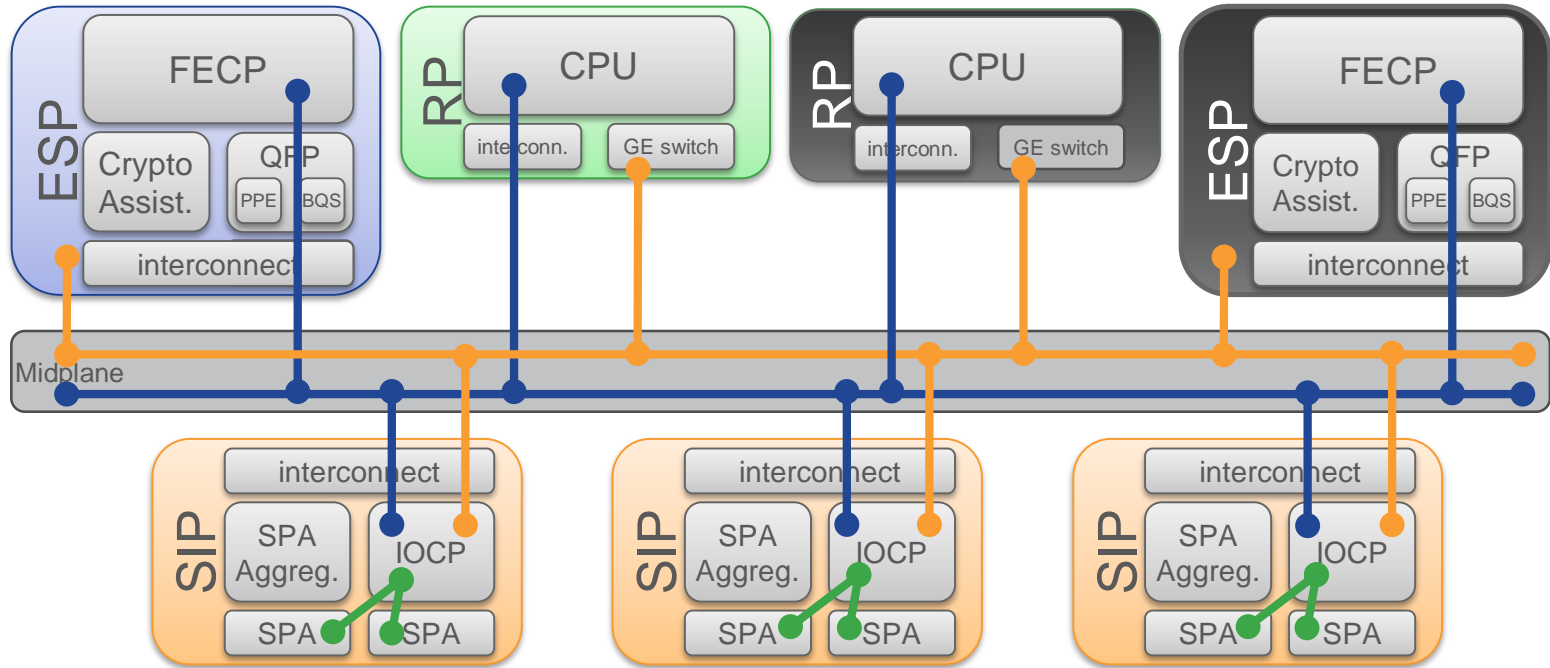 ESP
FECP
Crypto
Assist.
QFP
PPE
BQS
interconnect
RP
CPU
interconn.
GE switch
RP
CPU
interconn.
GE switch
ESP
FECP
Crypto
Assist.
QFP
PPE
BQS
interconnect
Midplane
SIP
interconnect
SPA
Aggreg.
IOCP
SPA
SPA
SIP
interconnect
SPA
Aggreg.
IOCP
SPA
SPA
SIP
interconnect
SPA
Aggreg.
IOCP
SPA
SPA